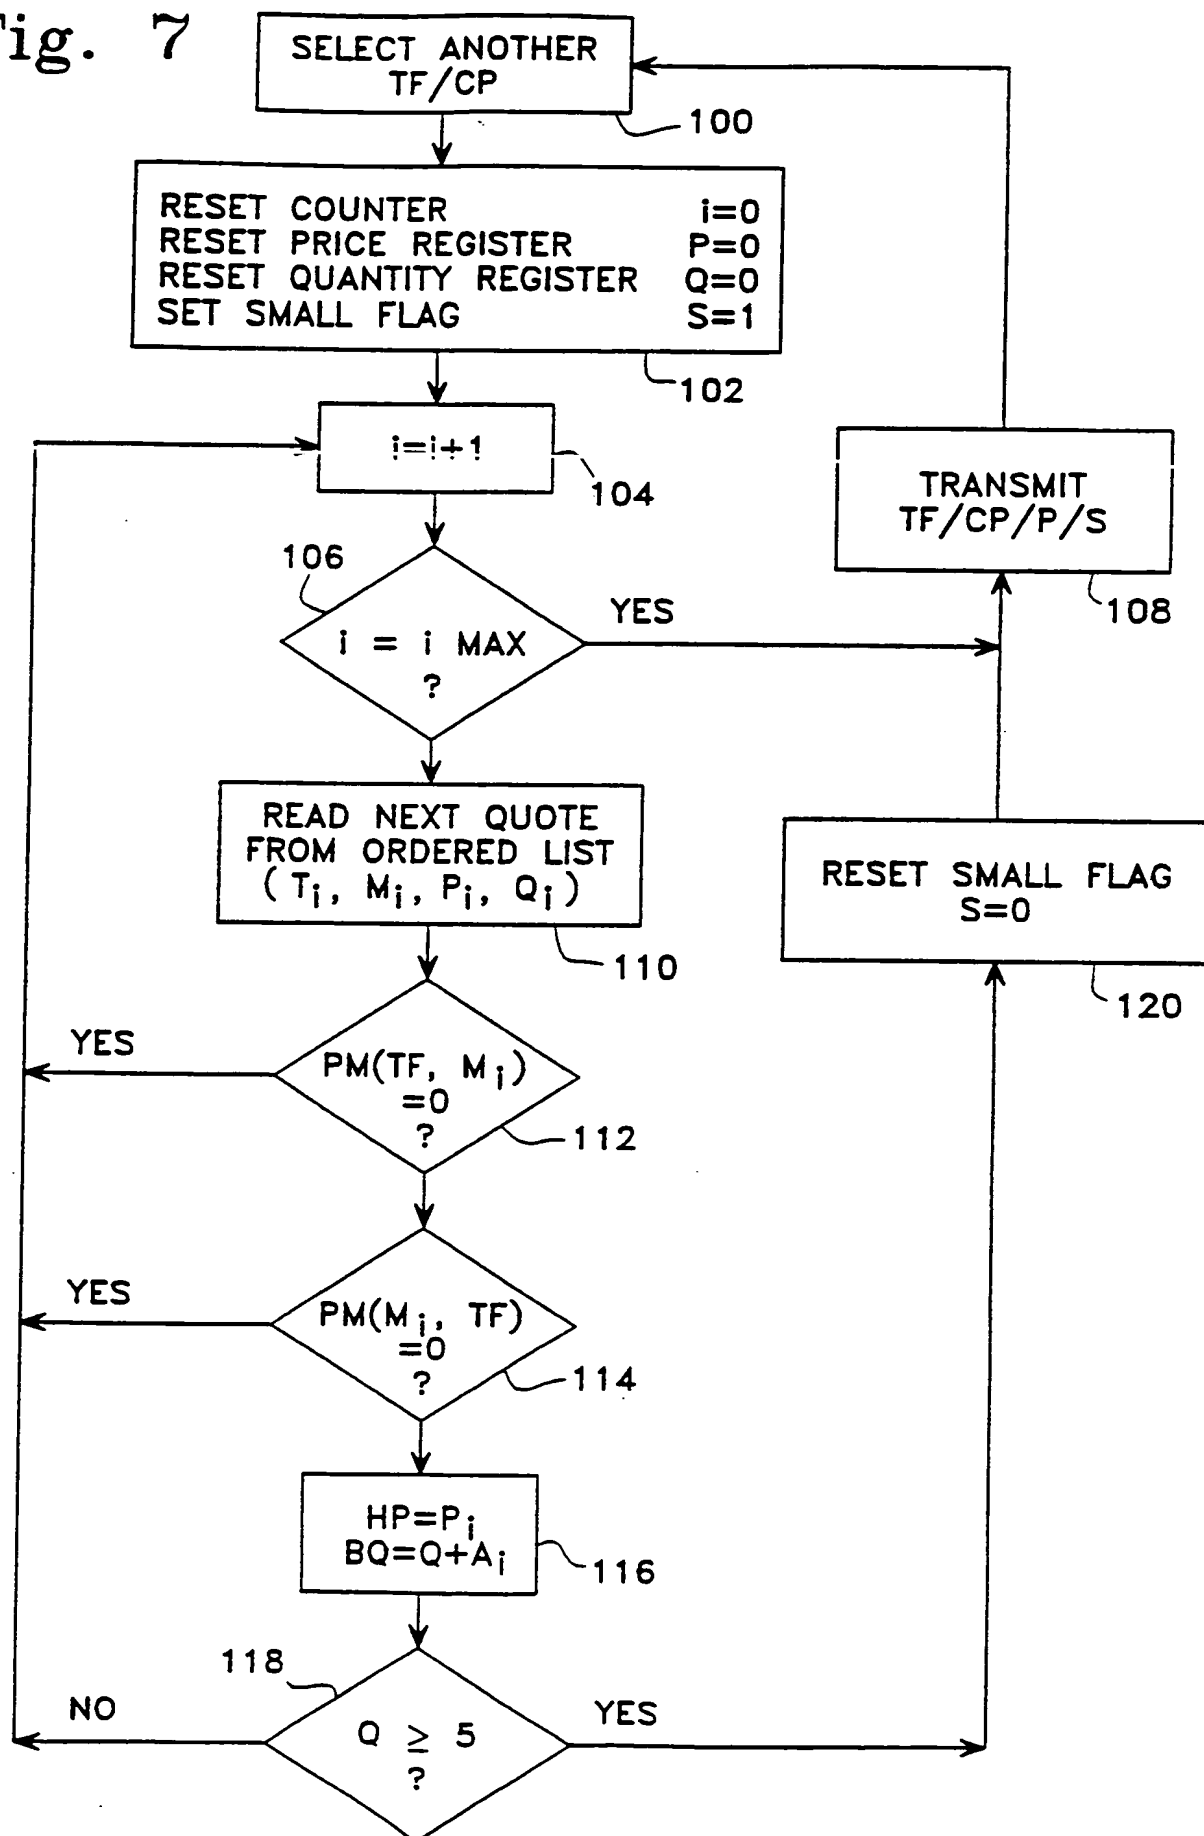 Fig. 7
SELECT ANOTHER
TF/CP
100
RESET COUNTER i=0
RESET PRICE REGISTER P=0
RESET QUANTITY REGISTER Q=0
SET SMALL FLAG S=1
102
i=i+1
104
TRANSMIT
TF/CP/P/S
108
106
i = i MAX
?
YES
READ NEXT QUOTE
FROM ORDERED LIST
(Ti, Mi, Pi, Qi)
110
RESET SMALL FLAG
S=0
120
YES
PM(TF, Mi)
=0
?
112
YES
PM(Mi, TF)
=0
?
114
HP=Pi
BQ=Q+Ai
116
118
NO
Q ≥ 5
?
YES